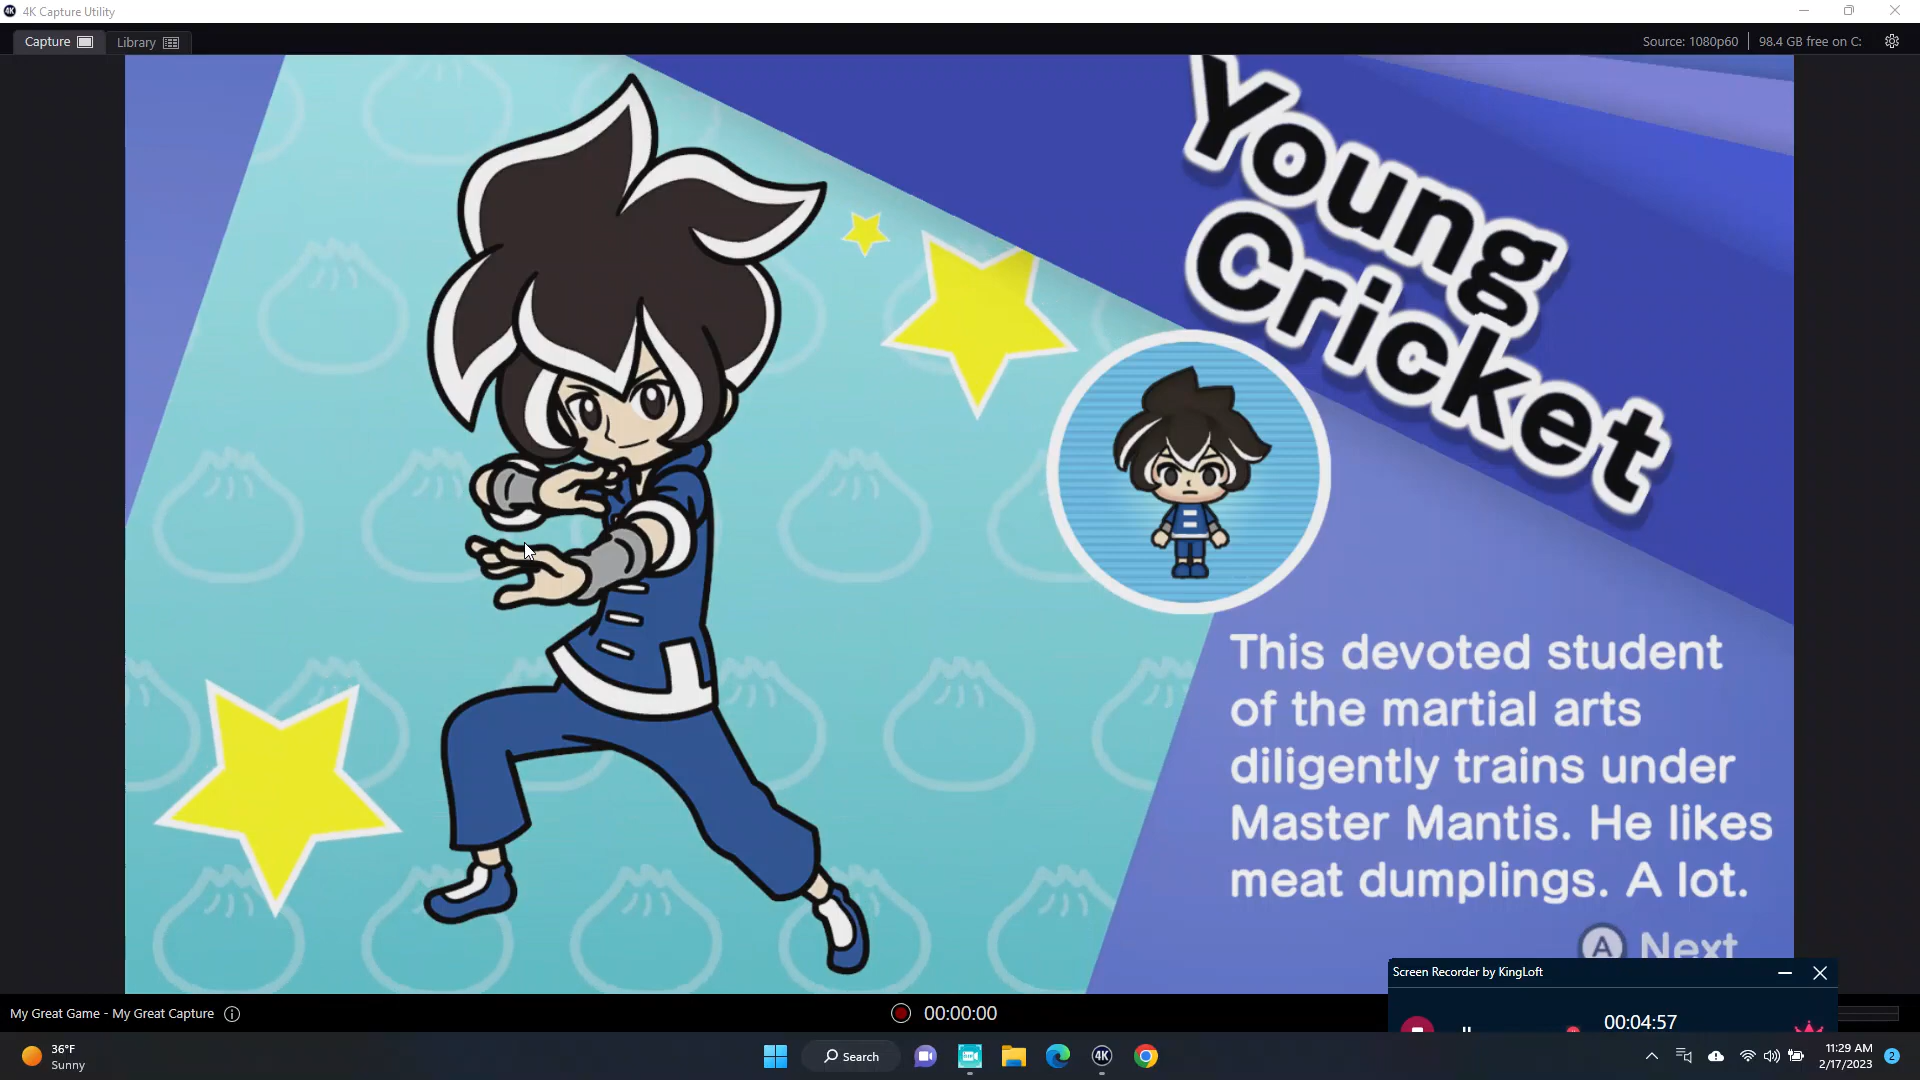 4K Capture Utility
Capture
Library
Source: 1080p60
98.4 GB free on C:
Young
Cricket
This devoted student
of the martial arts
diligently trains under
Master Mantis. He likes
meat dumplings. A lot.
A Next
Screen Recorder by KingLoft
00:04:57
My Great Game - My Great Capture
00:00:00
36°F
Sunny
Search
4K
11:29 AM
2/17/2023
2